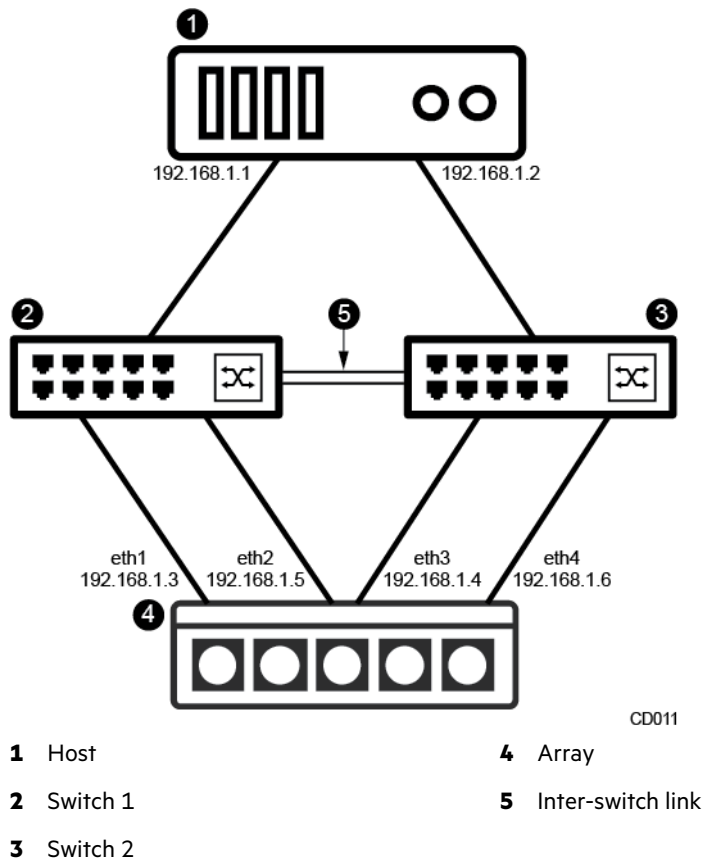 1
192.168.1.1
192.168.1.2
2
5
3
eth1
192.168.1.3
eth2
192.168.1.5
eth3
192.168.1.4
eth4
192.168.1.6
4
CD011
1 Host
2 Switch 1
3 Switch 2
4 Array
5 Inter-switch link